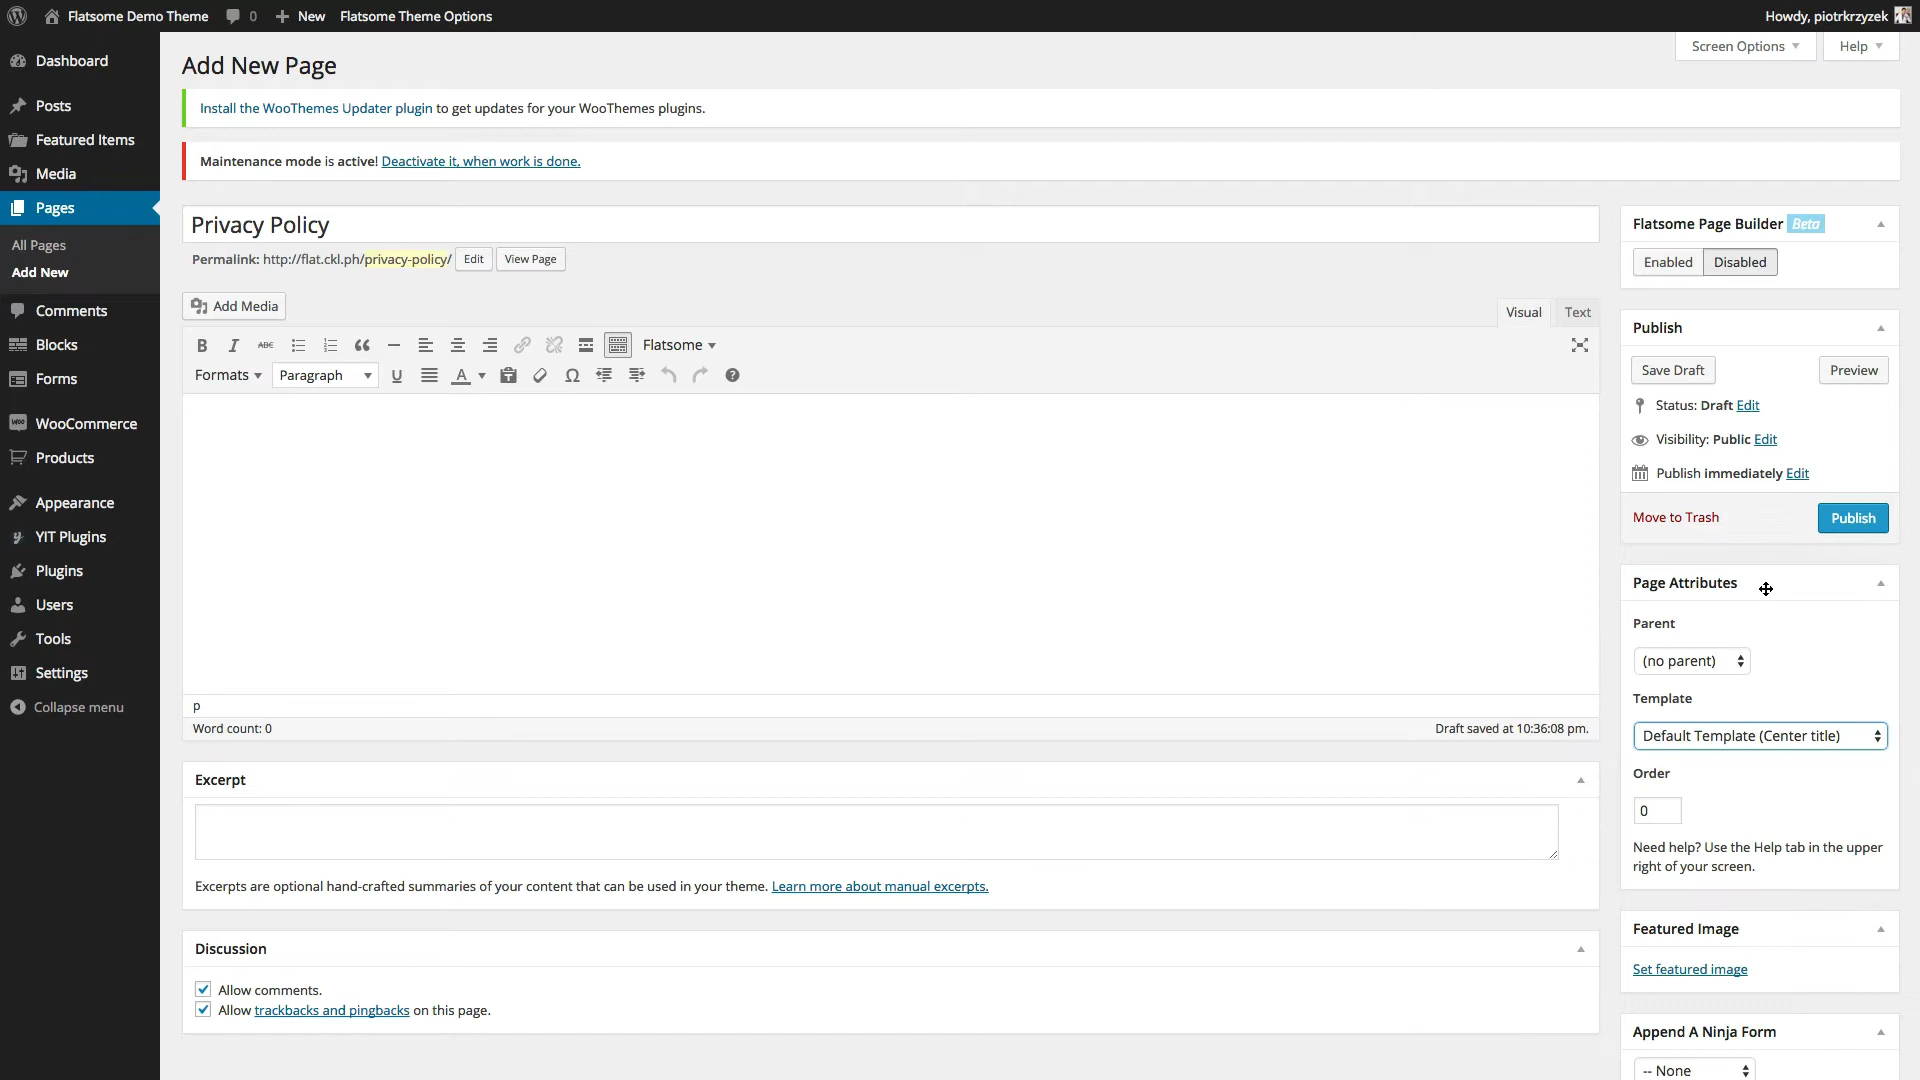 Flatsome Demo Theme 0 New Flatsome Theme Options Howdy, piotrkrzyzek
Screen Options Help
Dashboard
Posts
Featured Items
Media
Pages
All Pages
Add New
Comments
Blocks
Forms
WooCommerce
Products
Appearance
YIT Plugins
Plugins
Users
Tools
Settings
Collapse menu
Add New Page
Install the WooThemes Updater plugin to get updates for your WooThemes plugins.
Maintenance mode is active! Deactivate it, when work is done.
Privacy Policy
Permalink: http://flat.ckl.ph/privacy-policy/ Edit View Page
Add Media
Visual Text
B I ABC Flatsome
Formats Paragraph U A Ω
p
Word count: 0 Draft saved at 10:36:08 pm.
Excerpt
Excerpts are optional hand-crafted summaries of your content that can be used in your theme. Learn more about manual excerpts.
Discussion
Allow comments.
Allow trackbacks and pingbacks on this page.
Flatsome Page Builder Beta
Enabled Disabled
Publish
Save Draft Preview
Status: Draft Edit
Visibility: Public Edit
Publish immediately Edit
Move to Trash Publish
Page Attributes
Parent
(no parent)
Template
Default Template (Center title)
Order
0
Need help? Use the Help tab in the upper
right of your screen.
Featured Image
Set featured image
Append A Ninja Form
-- None